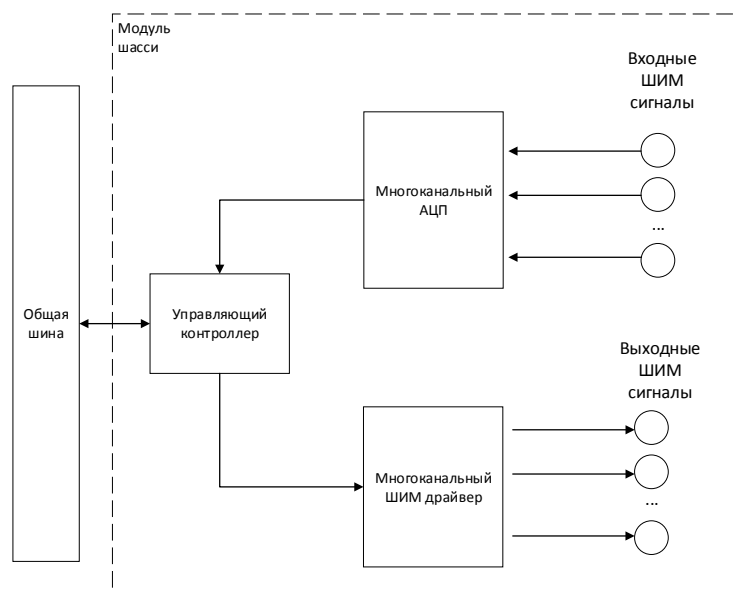 Модуль
шасси
Входные
ШИМ
сигналы
Многоканальный
АЦП
...
Общая
шина
Управляющий
контроллер
Выходные
ШИМ
сигналы
Многоканальный
ШИМ драйвер
...